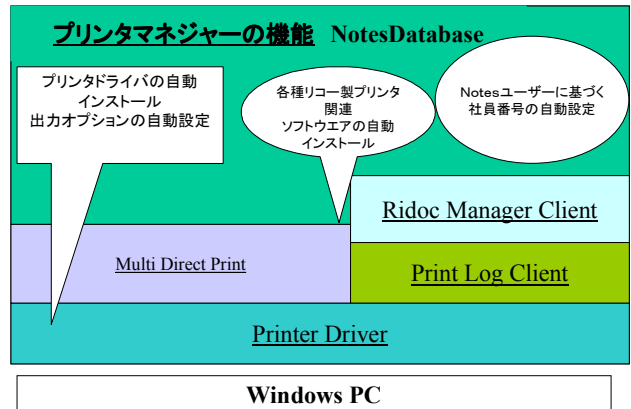 プリンタマネジャーの機能 NotesDatabase
プリンタドライバの自動
インストール
出力オプションの自動設定
各種リコー製プリンタ
関連
ソフトウエアの自動
インストール
Notesユーザーに基づく
社員番号の自動設定
Ridoc Manager Client
Multi Direct Print
Print Log Client
Printer Driver
Windows PC